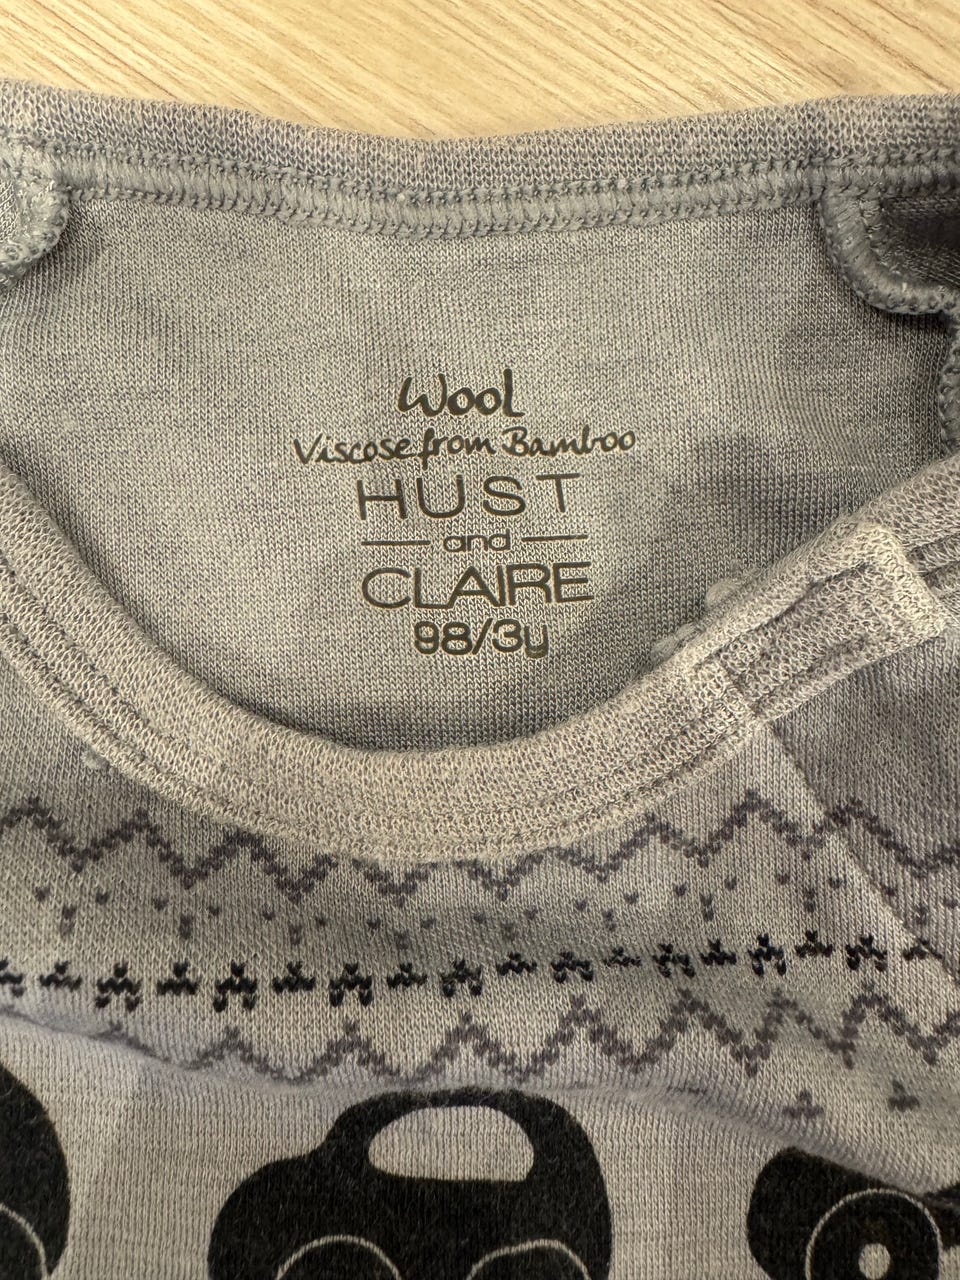 Wool
Viscose from Bamboo
HUST
and
CLAIRE
98/3y